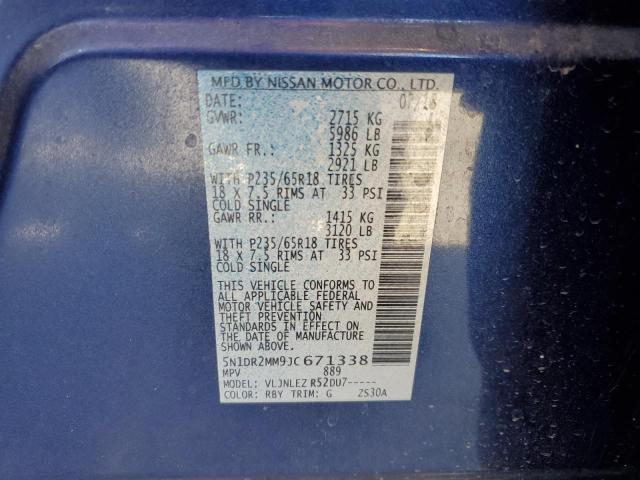 MFD BY NISSAN MOTOR CO., LTD.
DATE: 07/18
GVWR: 2715 KG
5986 LB
GAWR FR.: 1325 KG
2921 LB
WITH P235/65R18 TIRES
18 X 7.5 RIMS AT 33 PSI
COLD SINGLE
GAWR RR.: 1415 KG
3120 LB
WITH P235/65R18 TIRES
18 X 7.5 RIMS AT 33 PSI
COLD SINGLE
THIS VEHICLE CONFORMS TO
ALL APPLICABLE FEDERAL
MOTOR VEHICLE SAFETY AND
THEFT PREVENTION
STANDARDS IN EFFECT ON
THE DATE OF MANUFACTURE
SHOWN ABOVE.
5N1DR2MM9JC671338
MPV 889
MODEL: VLJNLEZ R52DU7-----
COLOR: RBY TRIM: G ZS30A